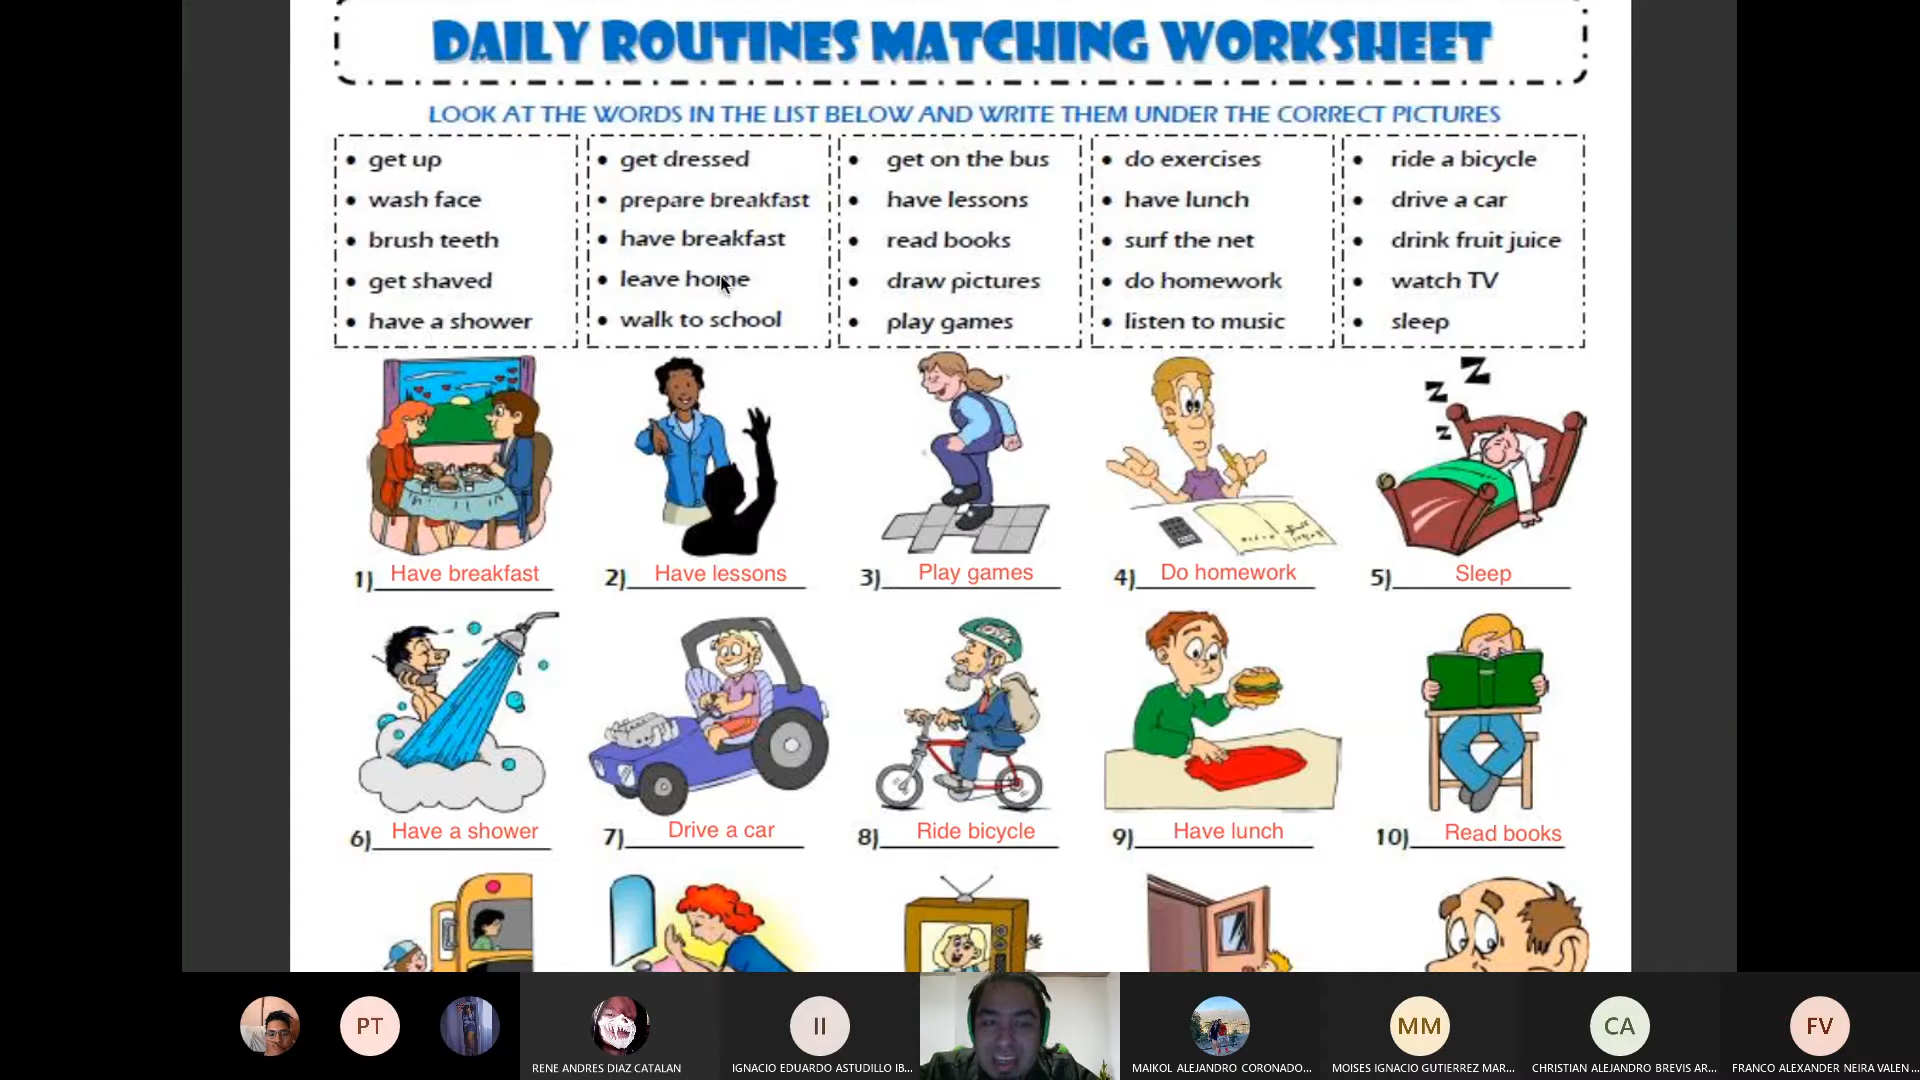 DAILY ROUTINES MATCHING WORKSHEET
LOOK AT THE WORDS IN THE LIST BELOW AND WRITE THEM UNDER THE CORRECT PICTURES
• get up
• wash face
• brush teeth
• get shaved
• have a shower
• get dressed
• prepare breakfast
• have breakfast
• leave home
• walk to school
• get on the bus
• have lessons
• read books
• draw pictures
• play games
• do exercises
• have lunch
• surf the net
• do homework
• listen to music
• ride a bicycle
• drive a car
• drink fruit juice
• watch TV
• sleep
z z z
1) Have breakfast
2) Have lessons
3) Play games
4) Do homework
5) Sleep
6) Have a shower
7) Drive a car
8) Ride bicycle
9) Have lunch
10) Read books
PT
RENE ANDRES DIAZ CATALAN
II
IGNACIO EDUARDO ASTUDILLO IB...
MAIKOL ALEJANDRO CORONADO...
MM
MOISES IGNACIO GUTIERREZ MAR...
CA
CHRISTIAN ALEJANDRO BREVIS AR...
FV
FRANCO ALEXANDER NEIRA VALEN...